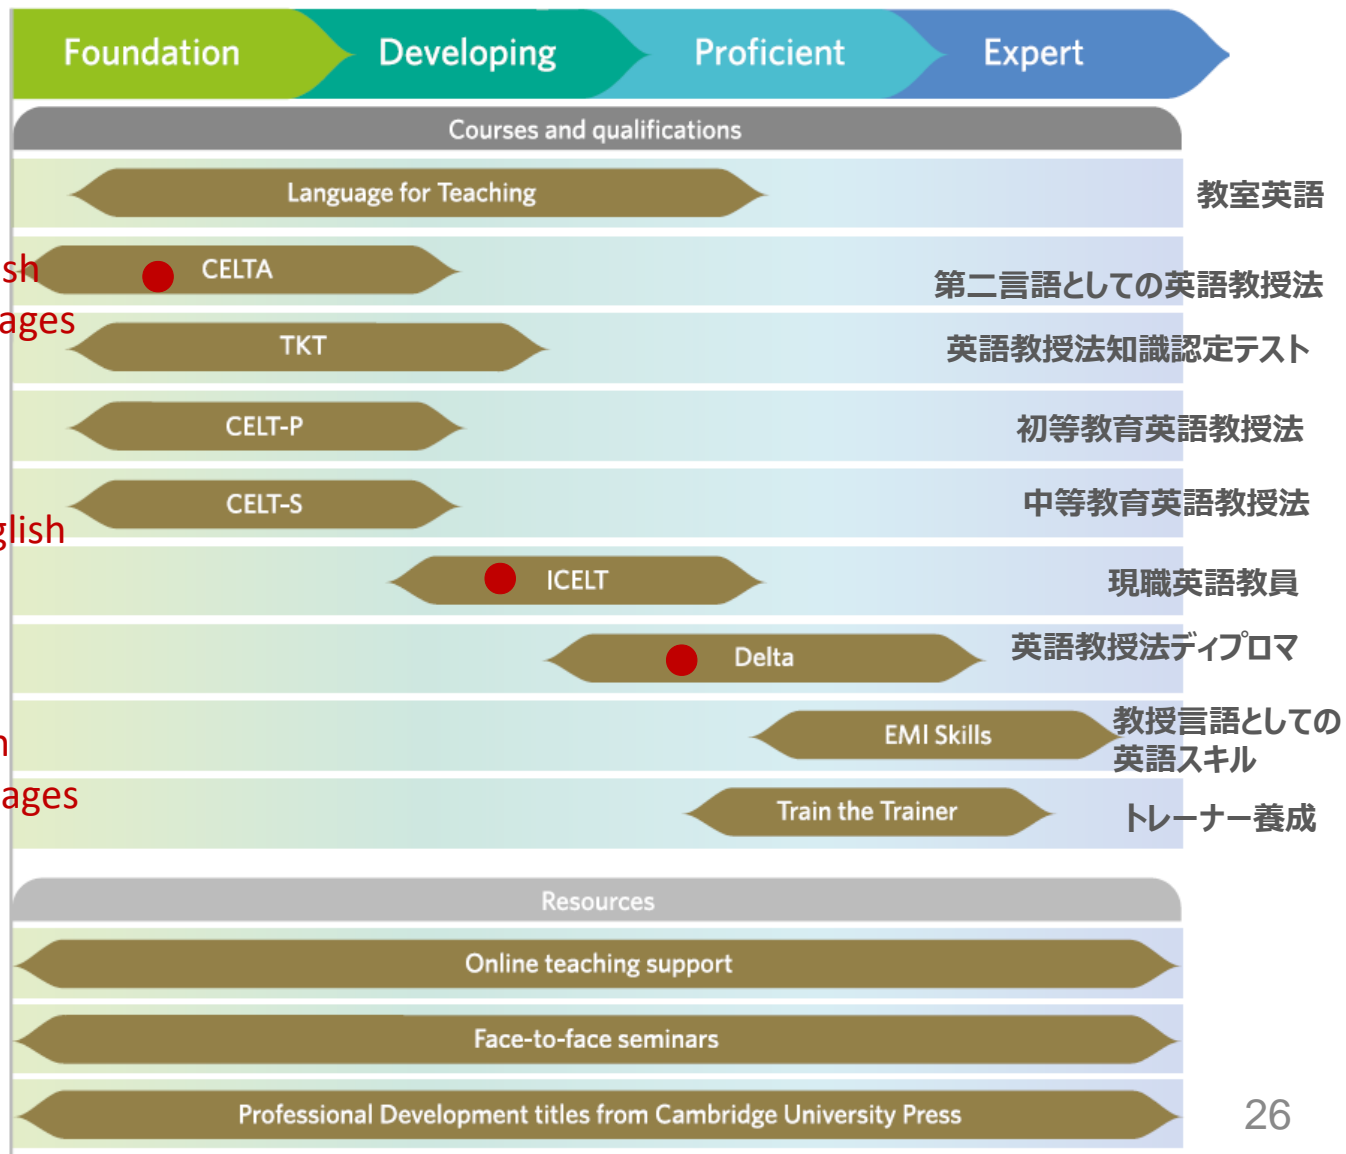 Foundation
Developing
Proficient
Expert
Courses and qualifications
Language for Teaching
教室英語
CELTA
第二言語としての英語教授法
TKT
英語教授法知識認定テスト
CELT-P
初等教育英語教授法
CELT-S
中等教育英語教授法
ICELT
現職英語教員
Delta
英語教授法ディプロマ
EMI Skills
教授言語としての
英語スキル
Train the Trainer
トレーナー養成
Resources
Online teaching support
Face-to-face seminars
Professional Development titles from Cambridge University Press
26